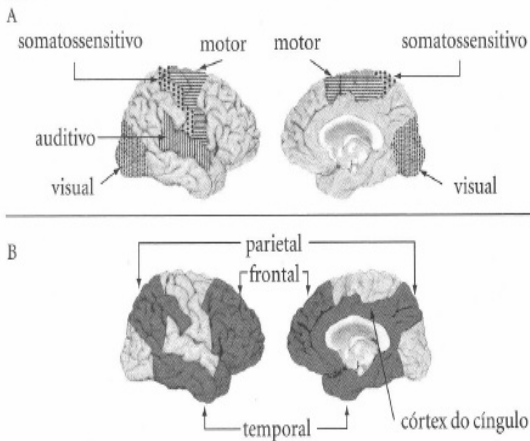 A
somatossensitivo motor motor somatossensitivo
auditivo
visual visual
B
parietal
frontal
temporal córtex do cíngulo